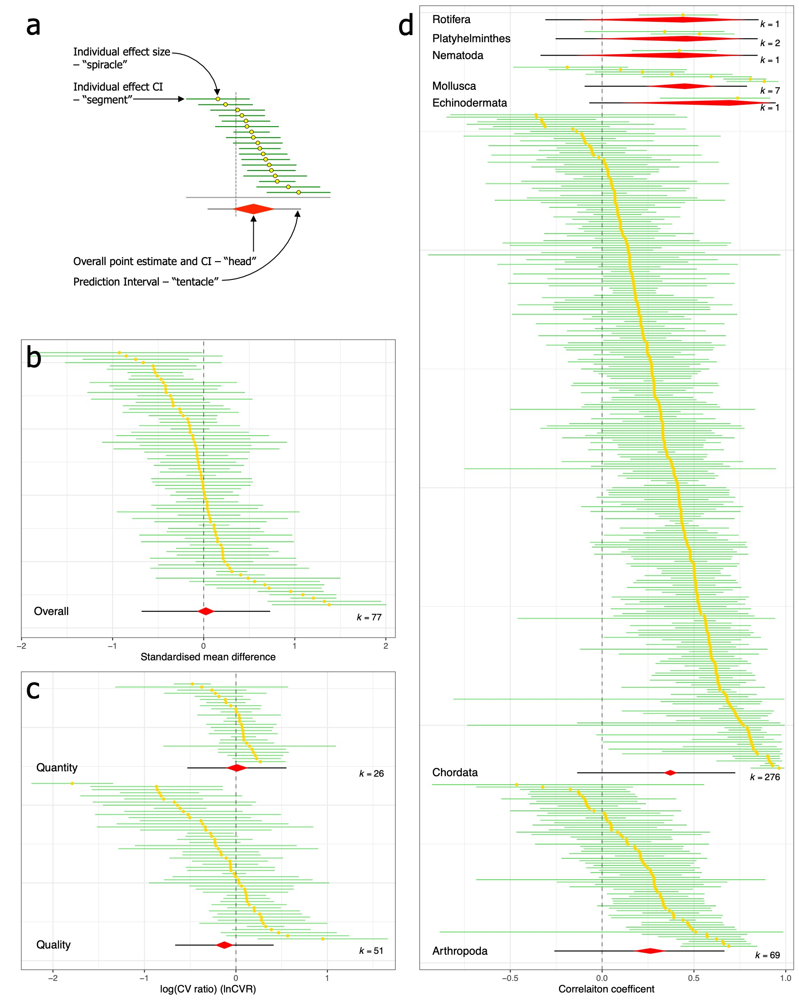 a
Individual effect size
– “spiracle”
Individual effect CI
– “segment”
Overall point estimate and CI – “head”
Prediction Interval – “tentacle”
b
Overall
k = 77
−2 −1 0 1 2
Standardised mean difference
c
Quantity
k = 26
Quality
k = 51
−2 −1 0 1
log(CV ratio) (lnCVR)
d
Rotifera
k = 1
Platyhelminthes
k = 2
Nematoda
k = 1
Mollusca
k = 7
Echinodermata
k = 1
Chordata
k = 276
Arthropoda
k = 69
−0.5 0.0 0.5 1.0
Correlaiton coefficent